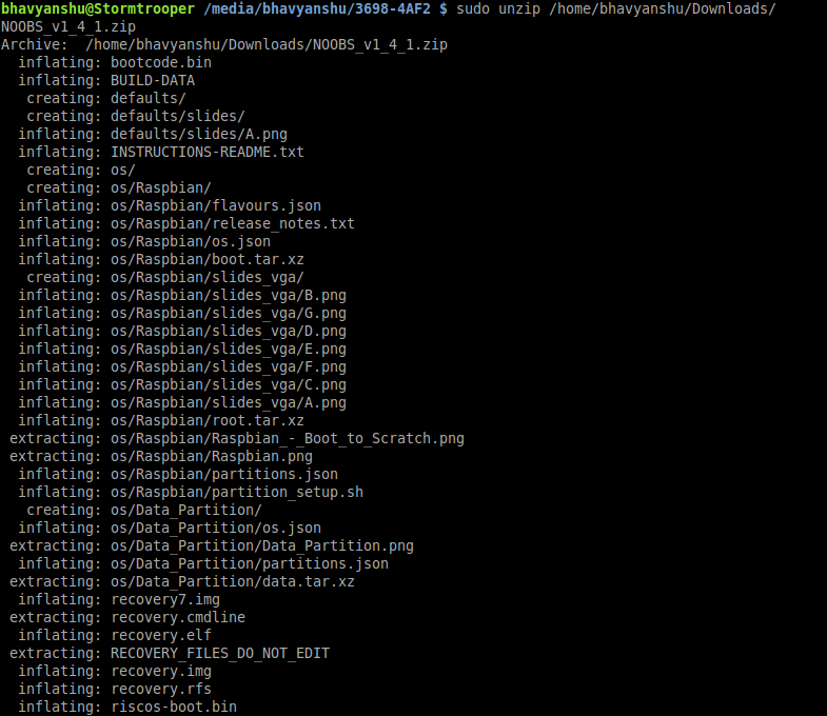 bhavyanshu@Stormtrooper /media/bhavyanshu/3698-4AF2 $ sudo unzip /home/bhavyanshu/Downloads/
NOOBS_v1_4_1.zip
Archive:  /home/bhavyanshu/Downloads/NOOBS_v1_4_1.zip
  inflating: bootcode.bin
  inflating: BUILD-DATA
   creating: defaults/
   creating: defaults/slides/
  inflating: defaults/slides/A.png
  inflating: INSTRUCTIONS-README.txt
   creating: os/
   creating: os/Raspbian/
  inflating: os/Raspbian/flavours.json
  inflating: os/Raspbian/release_notes.txt
  inflating: os/Raspbian/os.json
  inflating: os/Raspbian/boot.tar.xz
   creating: os/Raspbian/slides_vga/
  inflating: os/Raspbian/slides_vga/B.png
  inflating: os/Raspbian/slides_vga/G.png
  inflating: os/Raspbian/slides_vga/D.png
  inflating: os/Raspbian/slides_vga/E.png
  inflating: os/Raspbian/slides_vga/F.png
  inflating: os/Raspbian/slides_vga/C.png
  inflating: os/Raspbian/slides_vga/A.png
  inflating: os/Raspbian/root.tar.xz
 extracting: os/Raspbian/Raspbian_-_Boot_to_Scratch.png
 extracting: os/Raspbian/Raspbian.png
  inflating: os/Raspbian/partitions.json
  inflating: os/Raspbian/partition_setup.sh
   creating: os/Data_Partition/
  inflating: os/Data_Partition/os.json
 extracting: os/Data_Partition/Data_Partition.png
  inflating: os/Data_Partition/partitions.json
 extracting: os/Data_Partition/data.tar.xz
  inflating: recovery7.img
 extracting: recovery.cmdline
  inflating: recovery.elf
 extracting: RECOVERY_FILES_DO_NOT_EDIT
  inflating: recovery.img
  inflating: recovery.rfs
  inflating: riscos-boot.bin